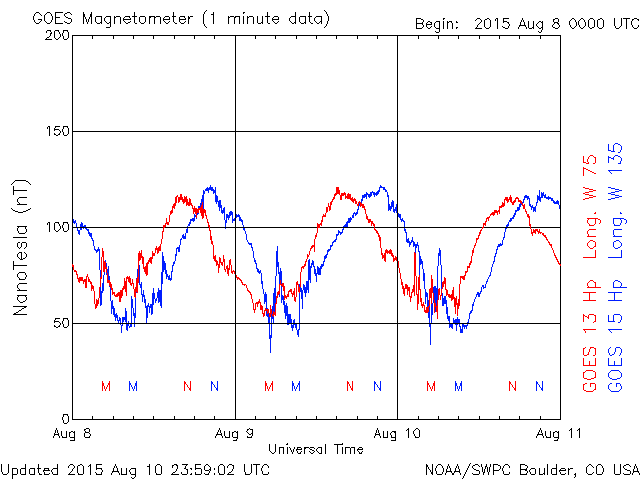 GOES Magnetometer (1 minute data)
Begin: 2015 Aug 8 0000 UTC
200
150
100
50
0
NanoTesla (nT)
M M N N M M N N M M N N
Aug 8 Aug 9 Aug 10 Aug 11
Universal Time
GOES 13 Hp Long. W 75
GOES 15 Hp Long. W 135
Updated 2015 Aug 10 23:59:02 UTC
NOAA/SWPC Boulder, CO USA